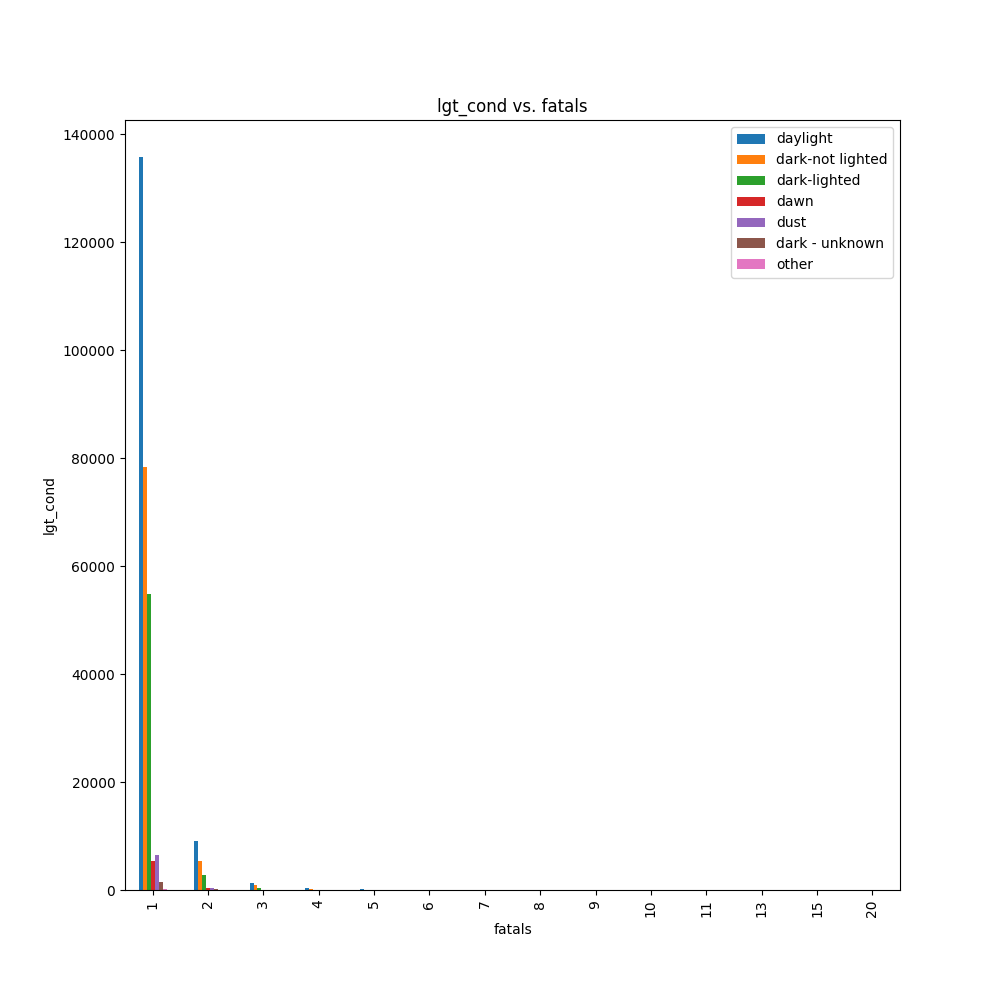 lgt_cond vs. fatals
140000
120000
100000
80000
60000
40000
20000
0
lgt_cond
daylight
dark-not lighted
dark-lighted
dawn
dust
dark - unknown
other
1 2 3 4 5 6 7 8 9 10 11 13 15 20
fatals